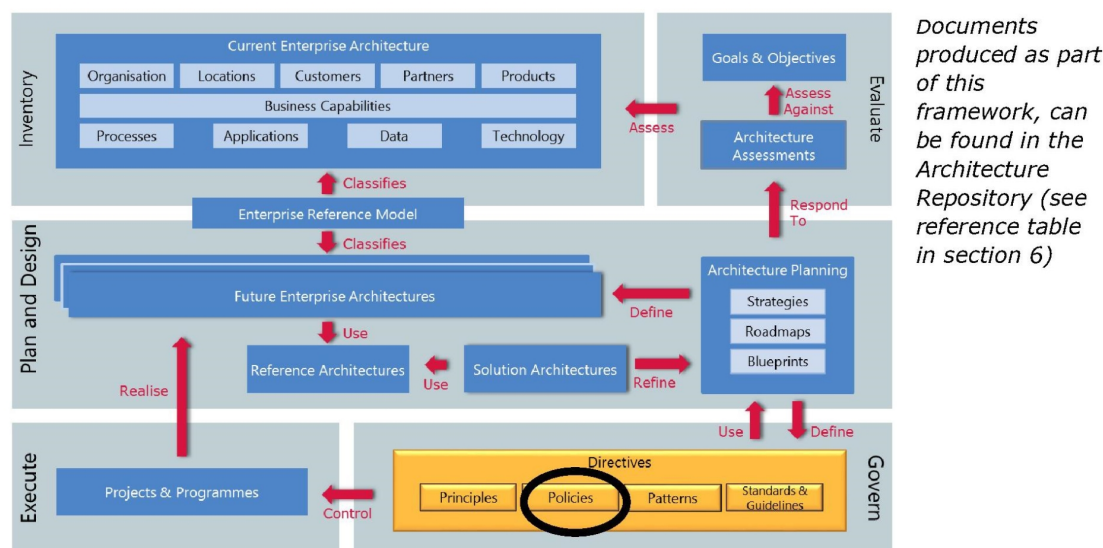 Inventory
Current Enterprise Architecture
Organisation
Locations
Customers
Partners
Products
Business Capabilities
Processes
Applications
Data
Technology
Assess
Goals & Objectives
Assess
Against
Architecture
Assessments
Evaluate
Respond
To
Classifies
Enterprise Reference Model
Classifies
Plan and Design
Future Enterprise Architectures
Define
Architecture Planning
Strategies
Roadmaps
Blueprints
Use
Reference Architectures
Use
Solution Architectures
Refine
Realise
Use
Define
Execute
Projects & Programmes
Control
Directives
Principles
Policies
Patterns
Standards &
Guidelines
Govern
Documents
produced as part
of this
framework, can
be found in the
Architecture
Repository (see
reference table
in section 6)